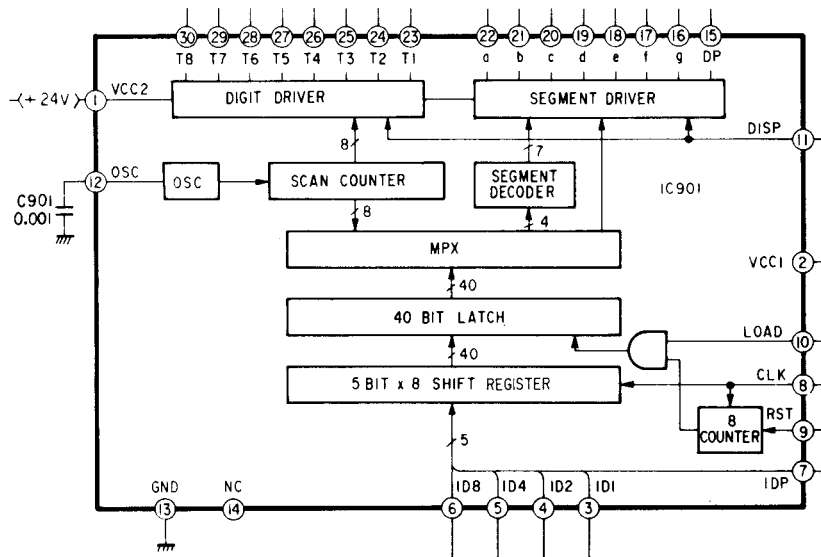 30 29 28 27 26 25 24 23 22 21 20 19 18 17 16 15
T8 T7 T6 T5 T4 T3 T2 T1 a b c d e f g DP
(+24V) 1 VCC2 DIGIT DRIVER SEGMENT DRIVER
8 7 DISP 11
12 OSC OSC SCAN COUNTER SEGMENT DECODER IC901
C901
0.001
8 4
MPX VCC1 2
40
40 BIT LATCH LOAD 10
40
5 BIT x 8 SHIFT REGISTER CLK 8
8 COUNTER RST 9
5
7
IDP
GND NC ID8 ID4 ID2 ID1
13 14 6 5 4 3